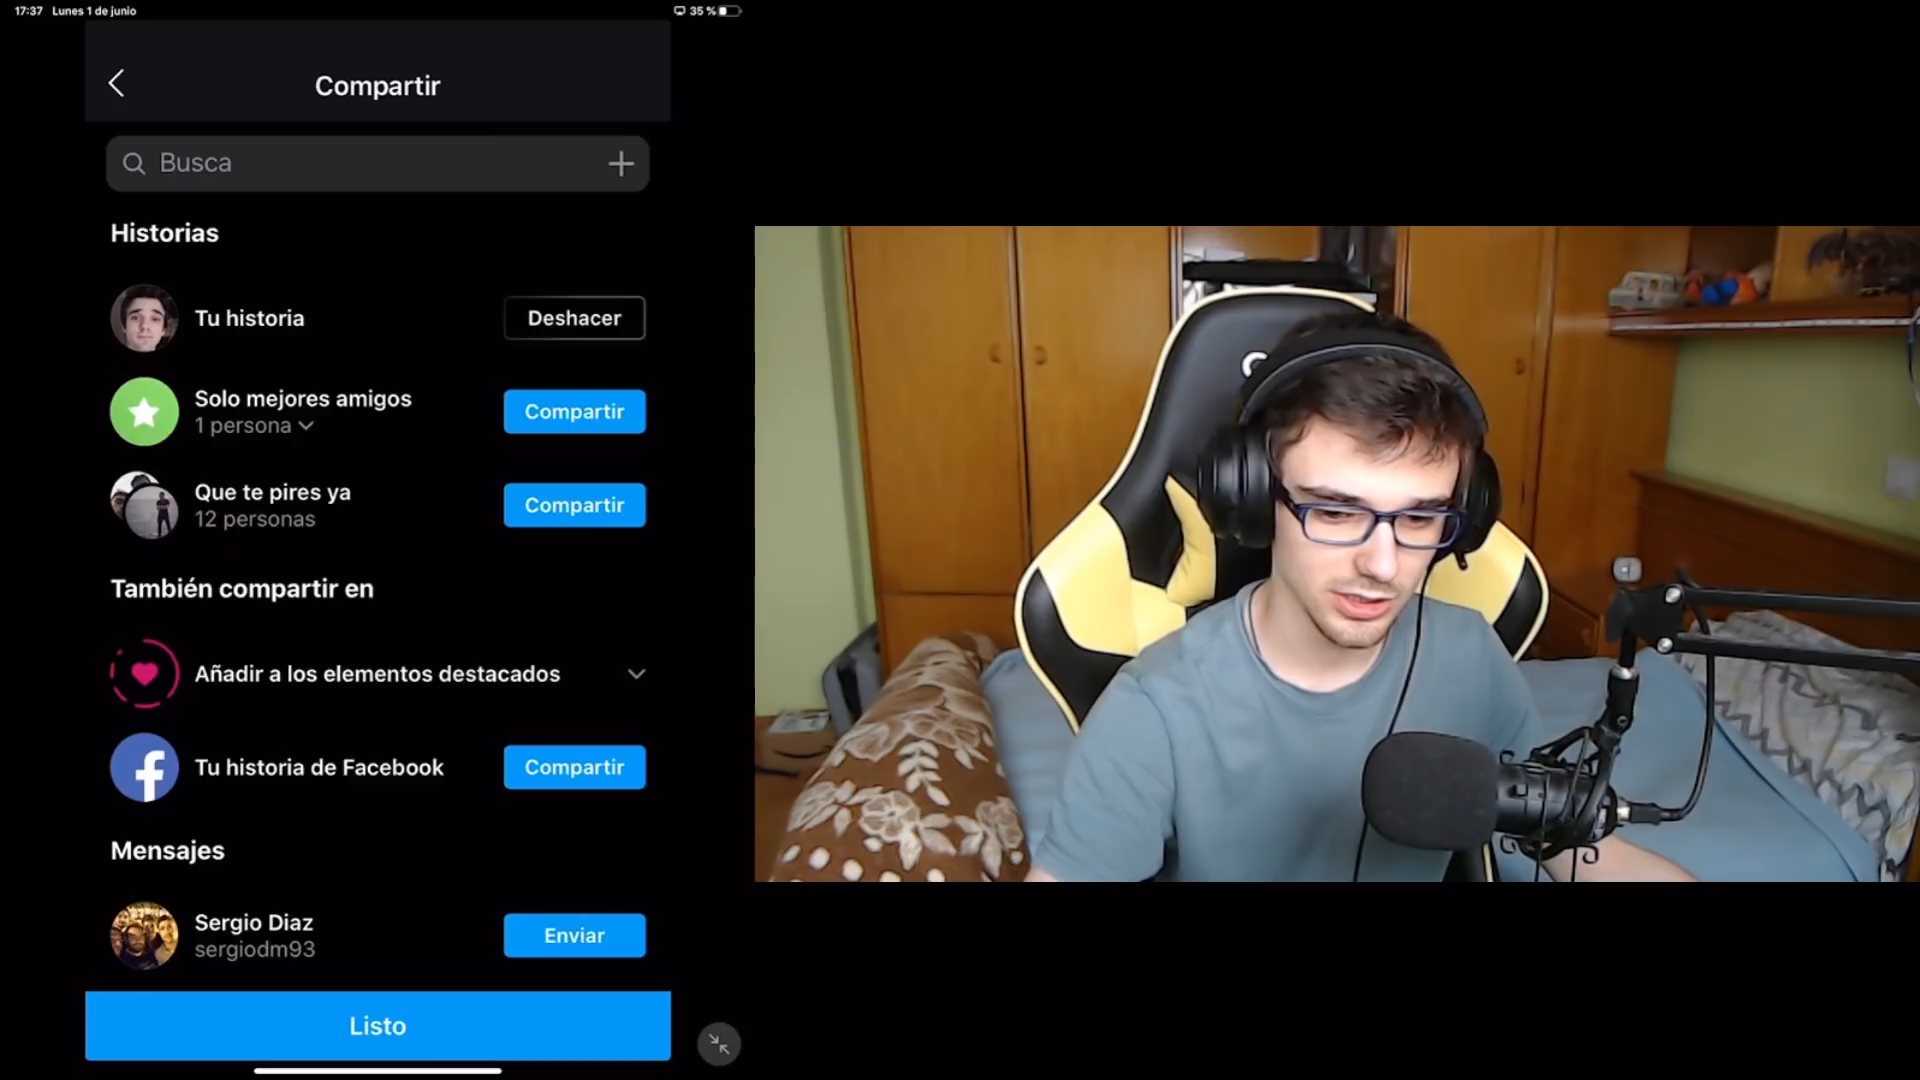 17:37 Lunes 1 de junio
35 %
Compartir
Busca
Historias
Tu historia
Deshacer
Solo mejores amigos
1 persona
Compartir
Que te pires ya
12 personas
Compartir
También compartir en
Añadir a los elementos destacados
Tu historia de Facebook
Compartir
Mensajes
Sergio Diaz
sergiodm93
Enviar
Listo